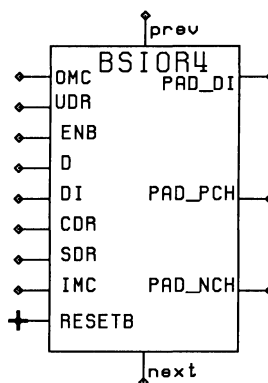 prev
BSIOR4
OMC PAD_DI
UDR
ENB
D
DI PAD_PCH
CDR
SDR
IMC PAD_NCH
RESETB
next